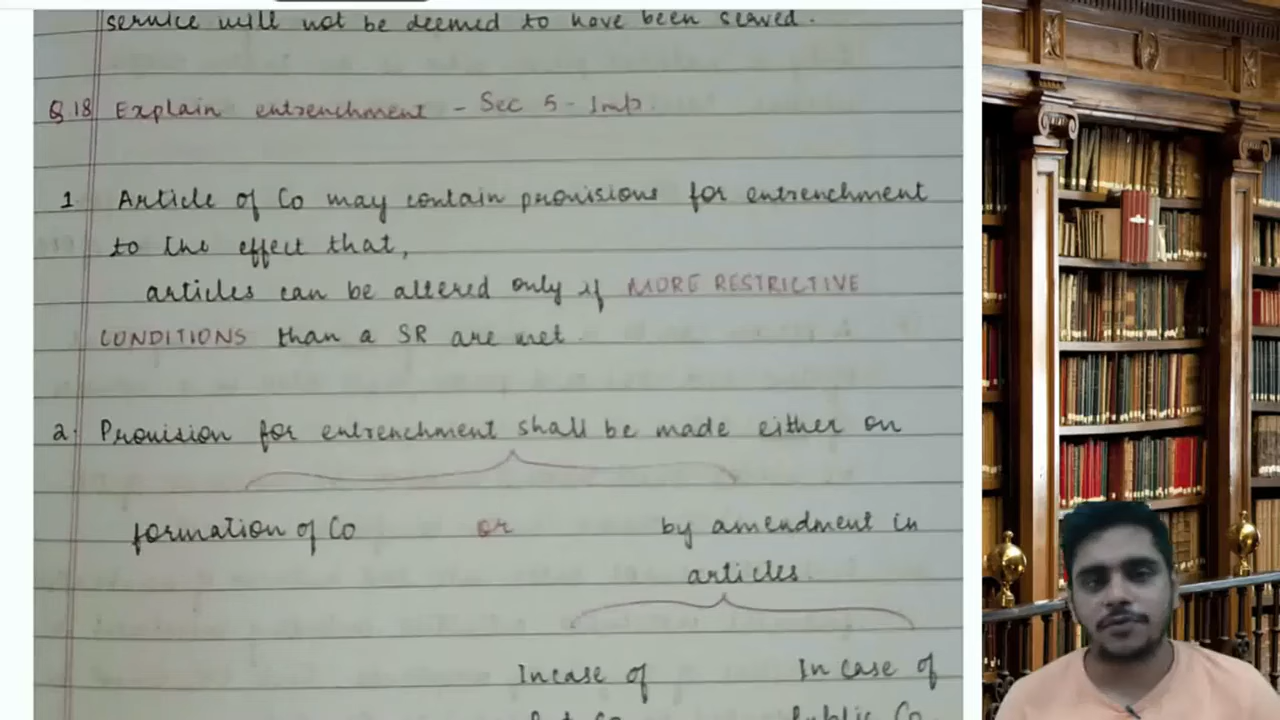 service will not be deemed to have been served.
Q 18 Explain entrenchment - Sec 5 - Imp.
1 Article of Co may contain provisions for entrenchment
to the effect that,
articles can be altered only if MORE RESTRICTIVE
CONDITIONS than a SR are met.
2. Provision for entrenchment shall be made either on
formation of Co or by amendment in
articles.
Incase of In case of
Public Co